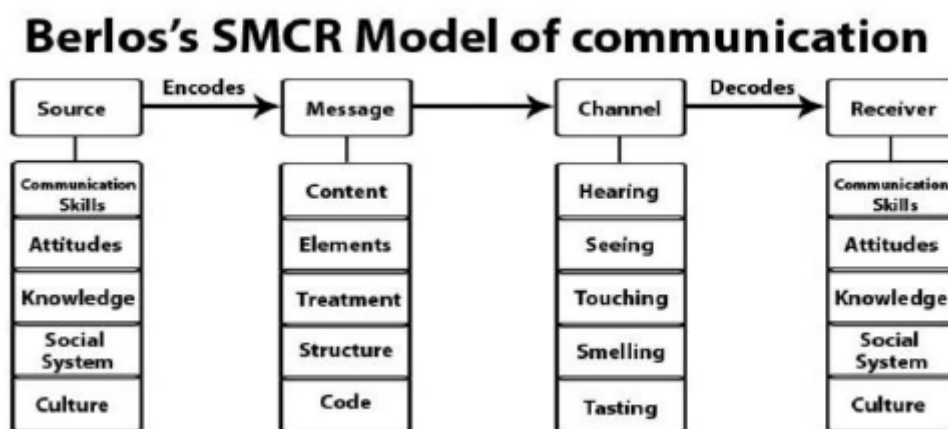 Berlos's SMCR Model of communication
Encodes
Decodes
Source
Message
Channel
Receiver
Communication
Skills
Content
Hearing
Communication
Skills
Attitudes
Elements
Seeing
Attitudes
Knowledge
Treatment
Touching
Knowledge
Social
System
Structure
Smelling
Social
System
Culture
Code
Tasting
Culture